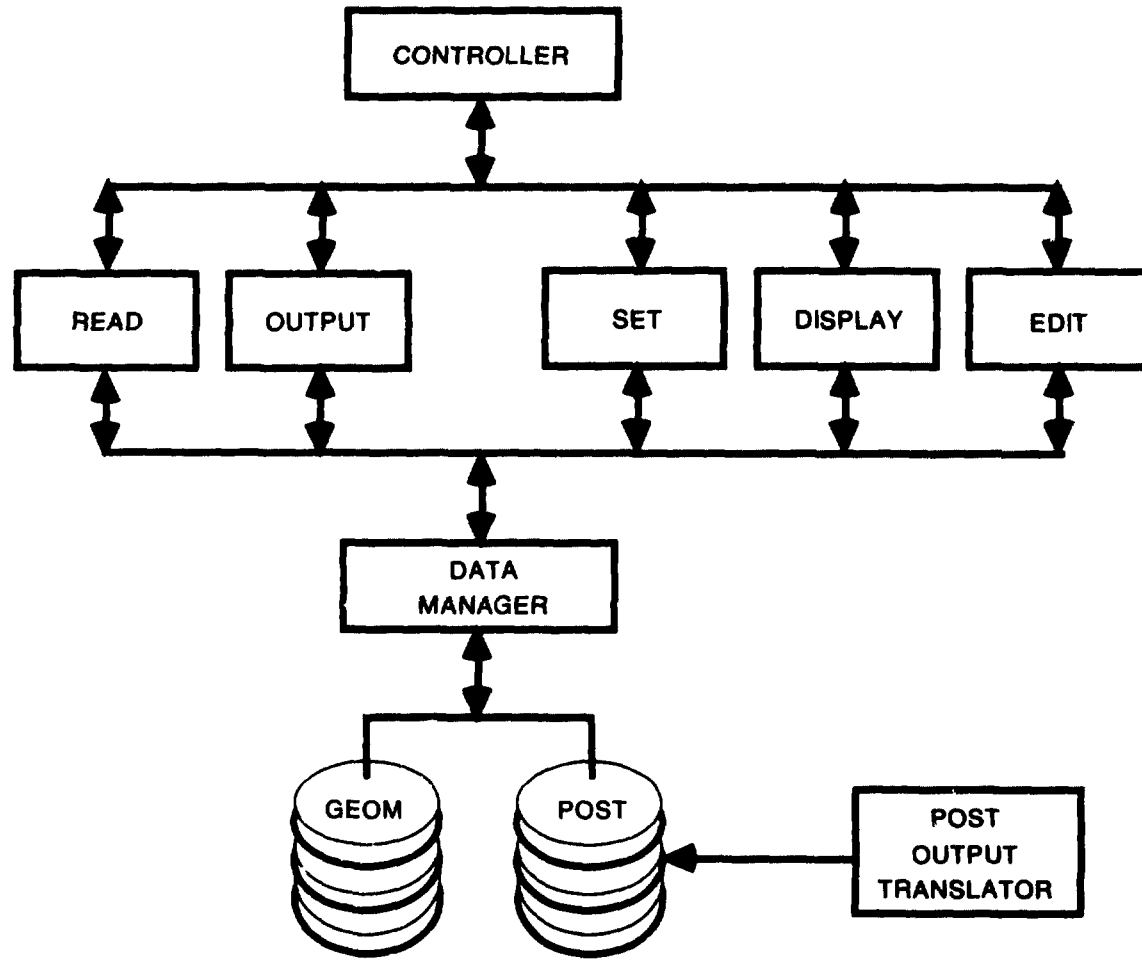 CONTROLLER
READ
OUTPUT
SET
DISPLAY
EDIT
DATA
MANAGER
GEOM
POST
POST
OUTPUT
TRANSLATOR